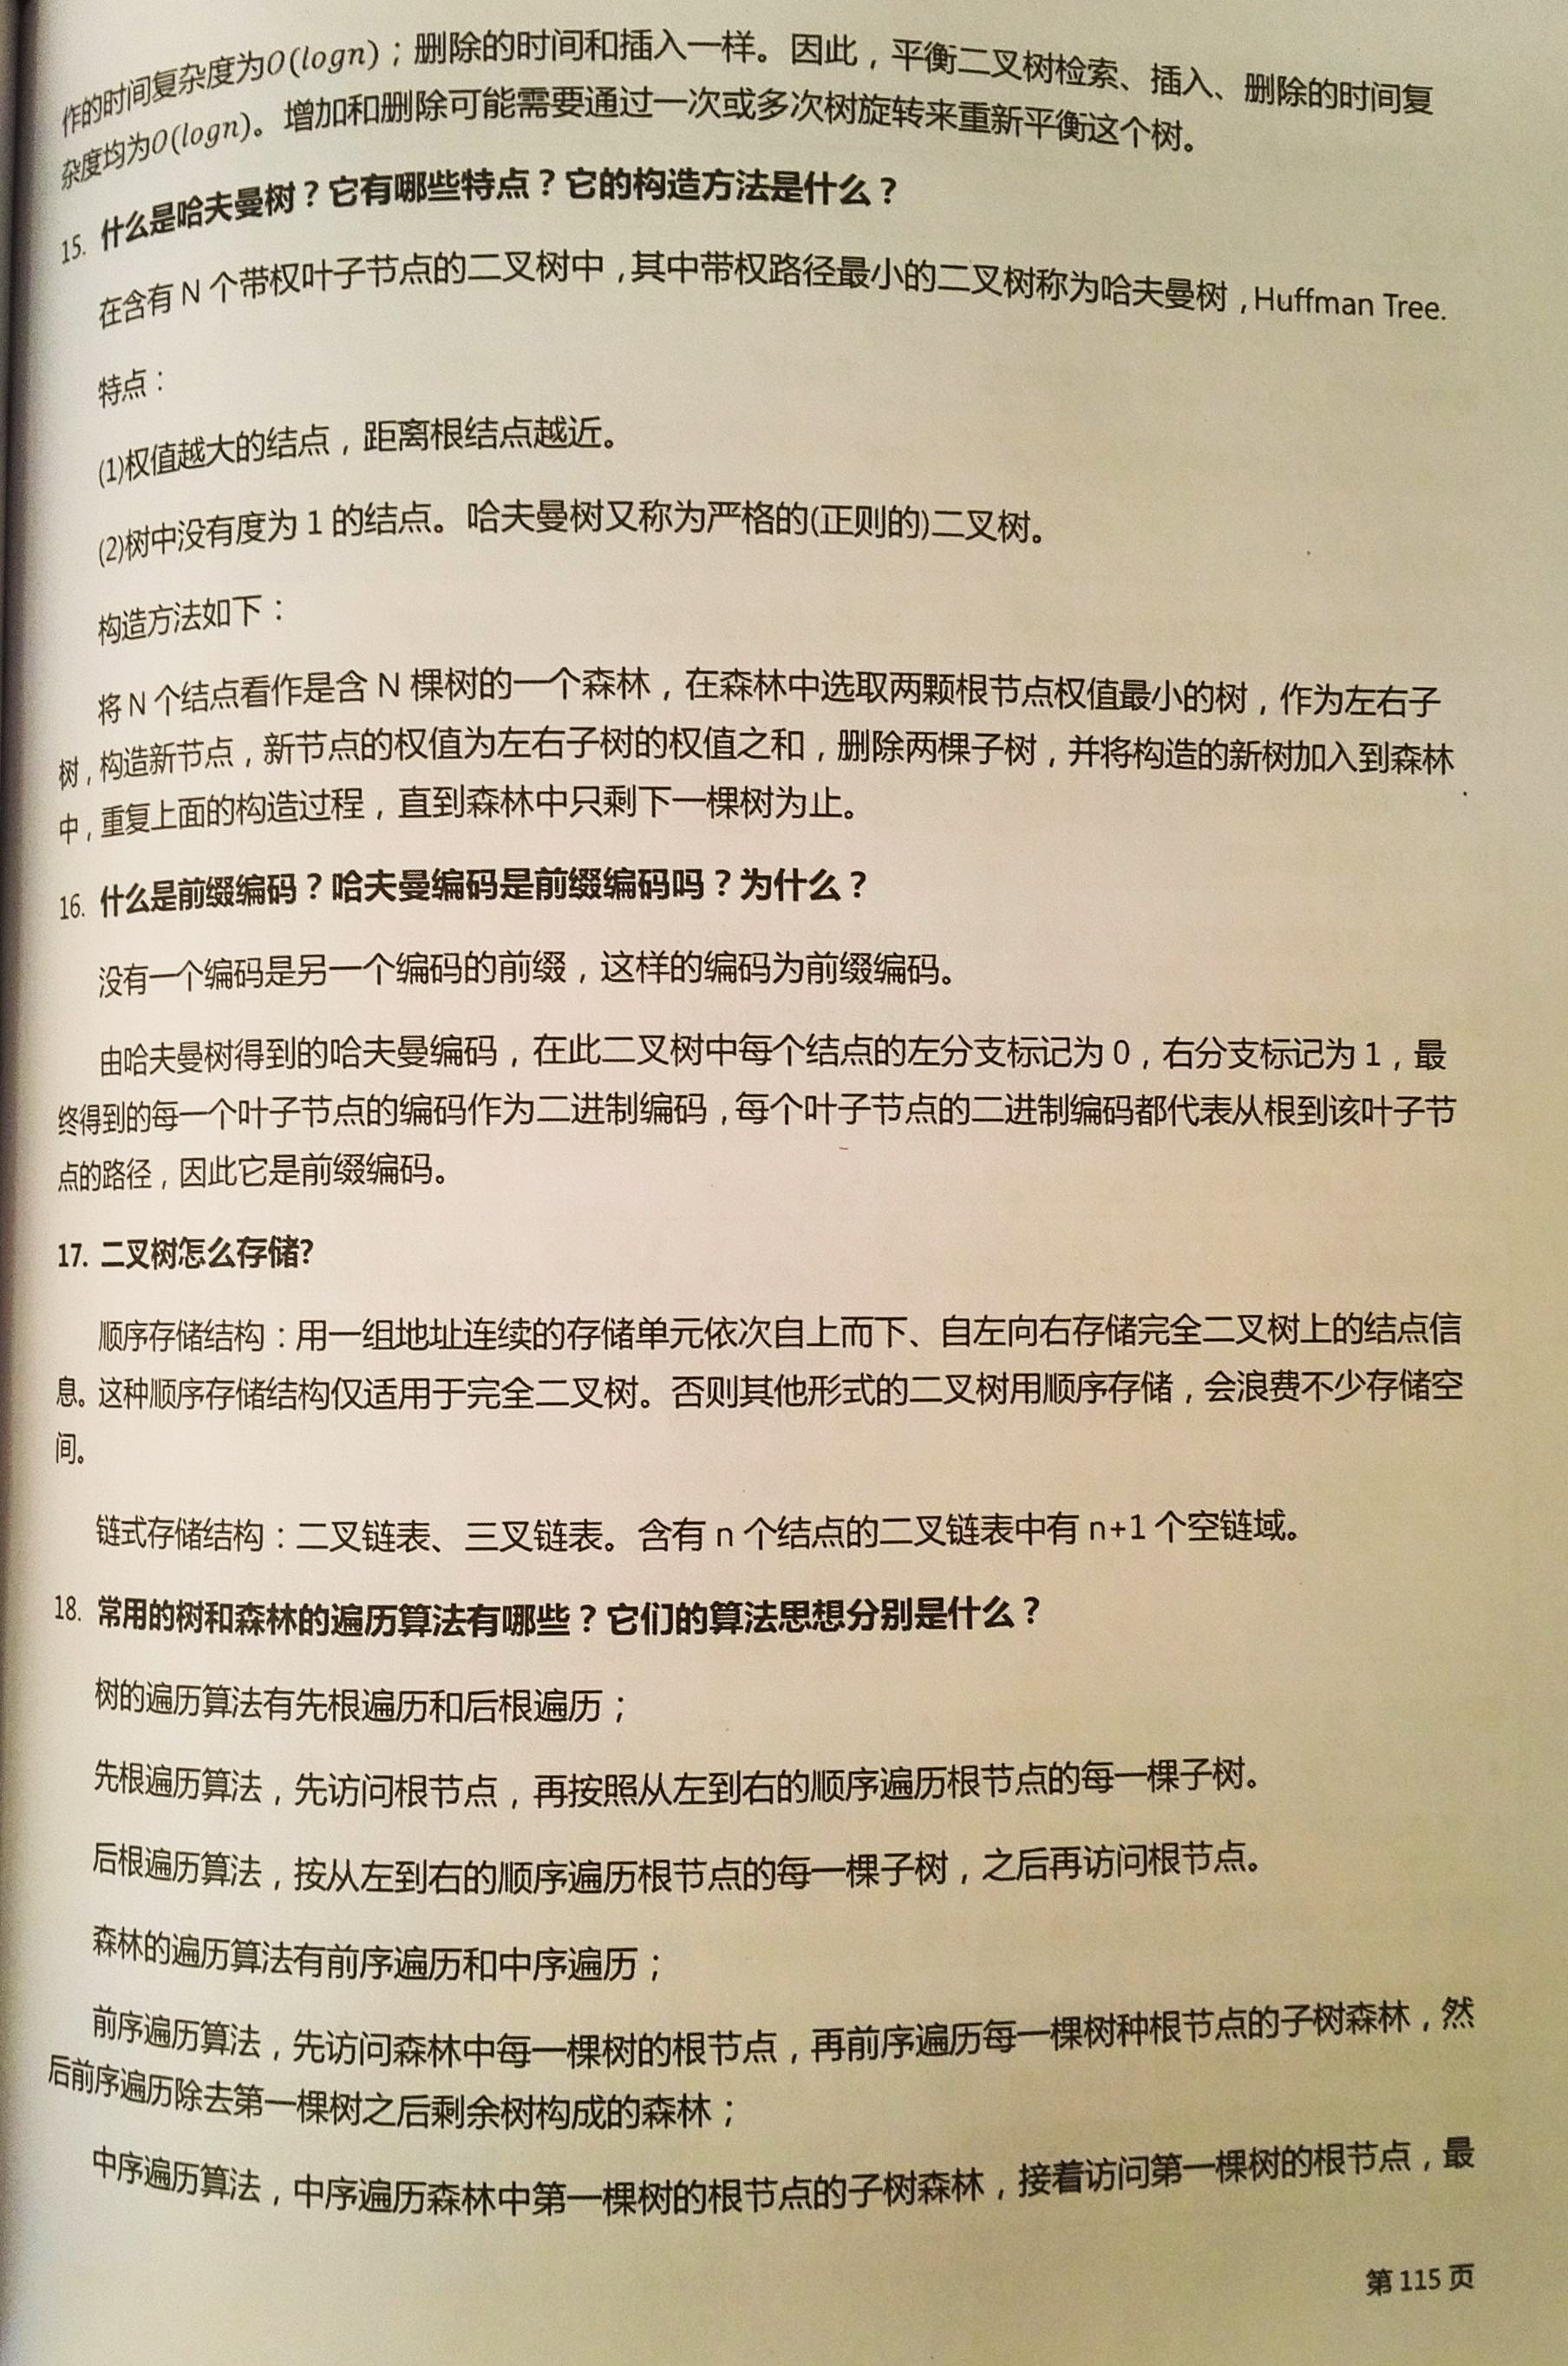 作的时间复杂度为O(logn)；删除的时间和插入一样。因此，平衡二叉树检索、插入、删除的时间复
杂度均为O(logn)。增加和删除可能需要通过一次或多次树旋转来重新平衡这个树。
15. 什么是哈夫曼树？它有哪些特点？它的构造方法是什么？
在含有 N 个带权叶子节点的二叉树中，其中带权路径最小的二叉树称为哈夫曼树，Huffman Tree.
特点：
(1)权值越大的结点，距离根结点越近。
(2)树中没有度为 1 的结点。哈夫曼树又称为严格的(正则的)二叉树。
构造方法如下：
将 N 个结点看作是含 N 棵树的一个森林，在森林中选取两颗根节点权值最小的树，作为左右子
树，构造新节点，新节点的权值为左右子树的权值之和，删除两棵子树，并将构造的新树加入到森林
中，重复上面的构造过程，直到森林中只剩下一棵树为止。
16. 什么是前缀编码？哈夫曼编码是前缀编码吗？为什么？
没有一个编码是另一个编码的前缀，这样的编码为前缀编码。
由哈夫曼树得到的哈夫曼编码，在此二叉树中每个结点的左分支标记为 0，右分支标记为 1，最
终得到的每一个叶子节点的编码作为二进制编码，每个叶子节点的二进制编码都代表从根到该叶子节
点的路径，因此它是前缀编码。
17. 二叉树怎么存储?
顺序存储结构：用一组地址连续的存储单元依次自上而下、自左向右存储完全二叉树上的结点信
息。这种顺序存储结构仅适用于完全二叉树。否则其他形式的二叉树用顺序存储，会浪费不少存储空
间。
链式存储结构：二叉链表、三叉链表。含有 n 个结点的二叉链表中有 n+1 个空链域。
18. 常用的树和森林的遍历算法有哪些？它们的算法思想分别是什么？
树的遍历算法有先根遍历和后根遍历；
先根遍历算法，先访问根节点，再按照从左到右的顺序遍历根节点的每一棵子树。
后根遍历算法，按从左到右的顺序遍历根节点的每一棵子树，之后再访问根节点。
森林的遍历算法有前序遍历和中序遍历；
前序遍历算法，先访问森林中每一棵树的根节点，再前序遍历每一棵树种根节点的子树森林，然
后前序遍历除去第一棵树之后剩余树构成的森林；
中序遍历算法，中序遍历森林中第一棵树的根节点的子树森林，接着访问第一棵树的根节点，最
第 115 页